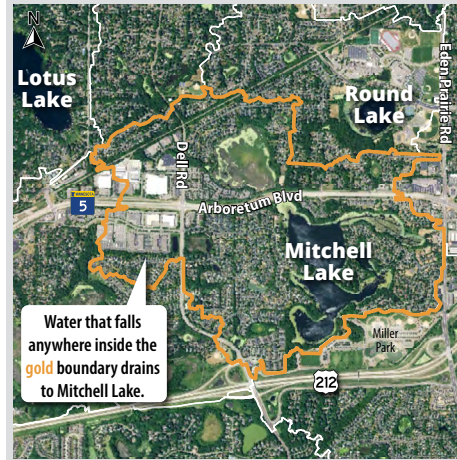 N
Lotus
Lake
Round
Lake
Eden Prairie Rd
Dell Rd
MINNESOTA
5
Arboretum Blvd
Mitchell
Lake
Water that falls
anywhere inside the
gold boundary drains
to Mitchell Lake.
Miller
Park
212